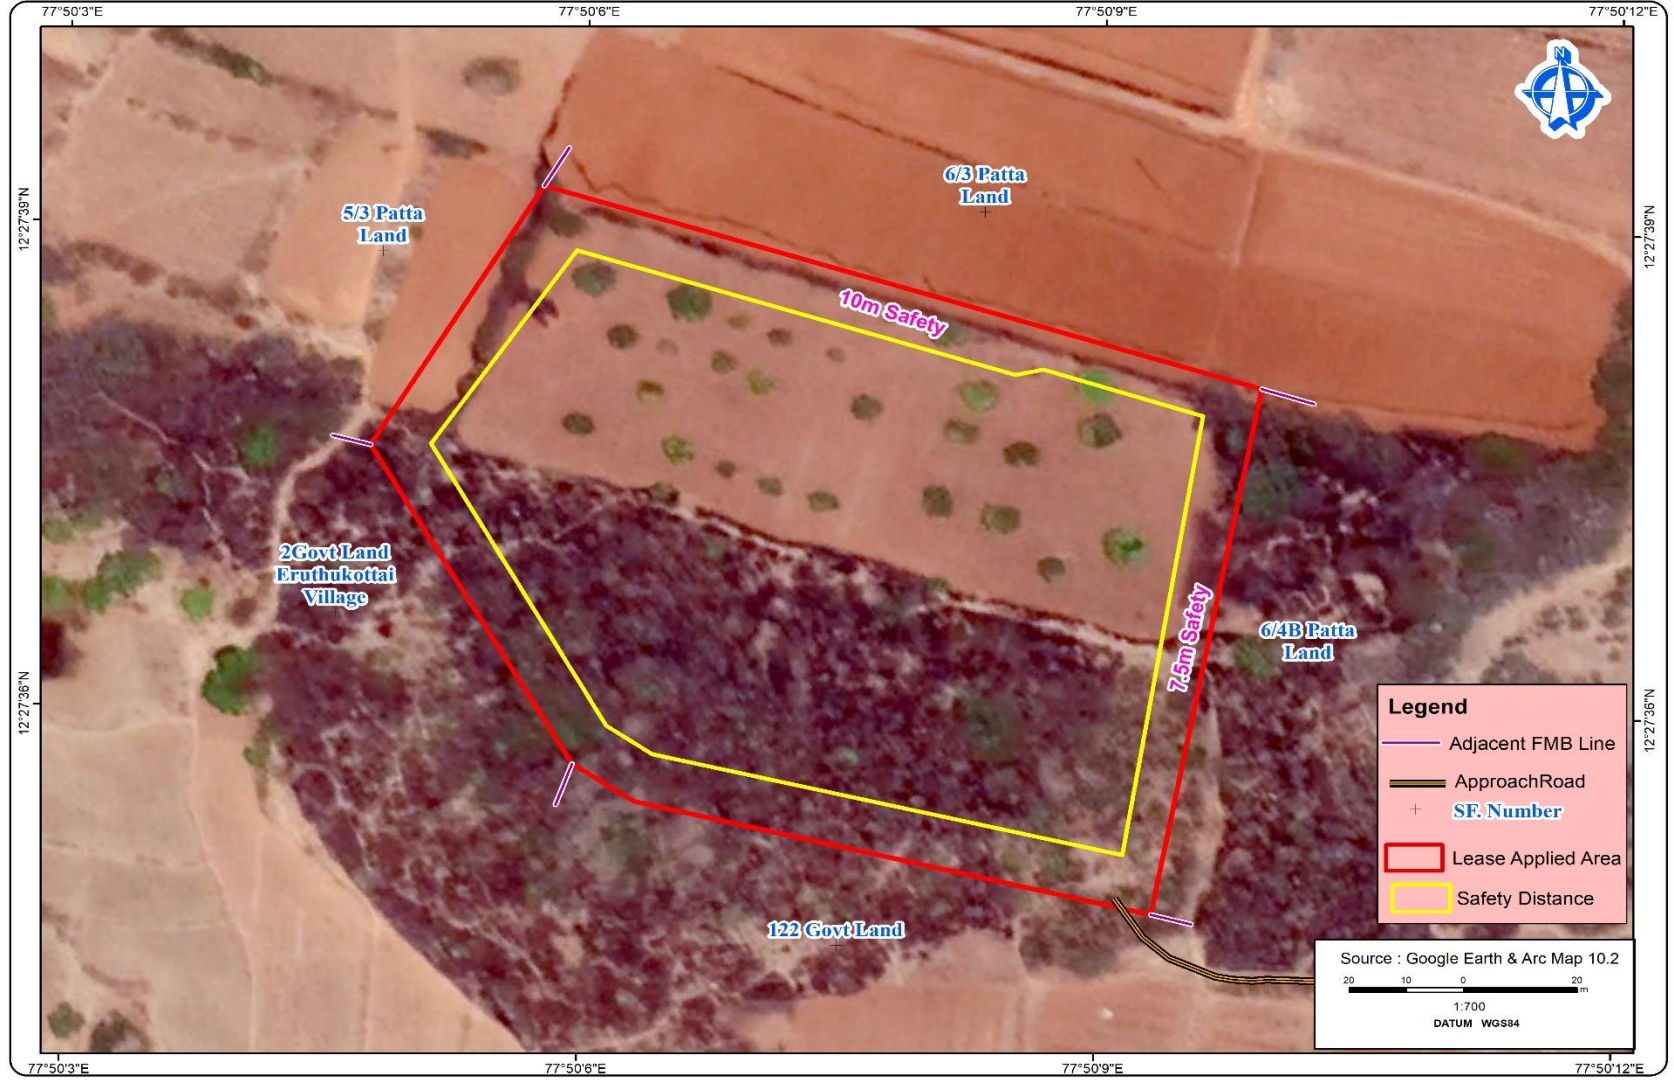 77°50'3"E
77°50'6"E
77°50'9"E
77°50'12"E
N
12°27'39"N
12°27'39"N
6/3 Patta
Land
5/3 Patta
Land
10m Safety
2Govt Land
Eruthukottai
Village
7.5m Safety
6/4B Patta
Land
12°27'36"N
12°27'36"N
Legend
Adjacent FMB Line
ApproachRoad
SF. Number
Lease Applied Area
Safety Distance
122 Govt Land
Source : Google Earth & Arc Map 10.2
20 10 0 20
m
1:700
DATUM WGS84
77°50'3"E
77°50'6"E
77°50'9"E
77°50'12"E